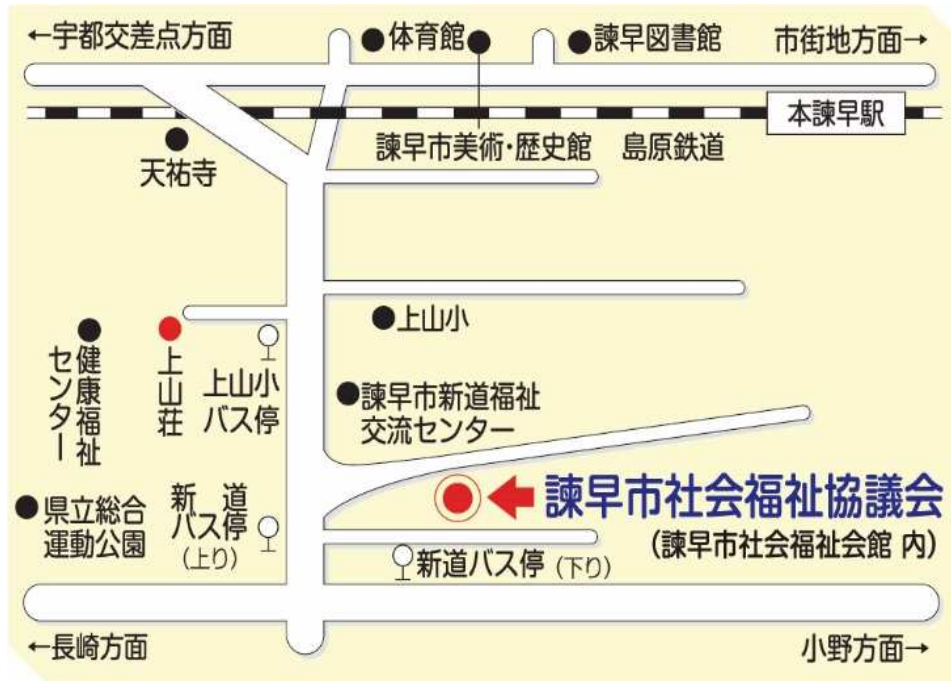 ←宇都交差点方面
●体育館
●諫早図書館
市街地方面→
本諫早駅
諫早市美術・歴史館
島原鉄道
天祐寺
●上山小
健康福祉
センター
上山荘
上山小
バス停
●諫早市新道福祉
交流センター
諫早市社会福祉協議会
(諫早市社会福祉会館 内)
●県立総合
運動公園
新 道
バス停
(上り)
新道バス停 (下り)
←長崎方面
小野方面→